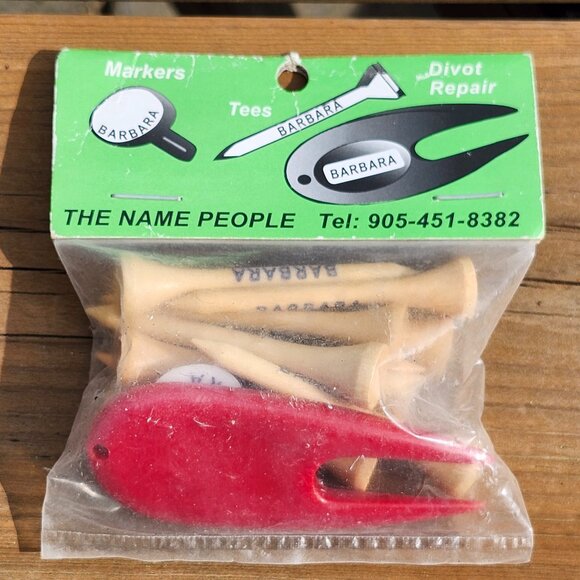 Markers
BARBARA
Tees
BARBARA
Divot
Repair
BARBARA
THE NAME PEOPLE Tel: 905-451-8382
BARBARA